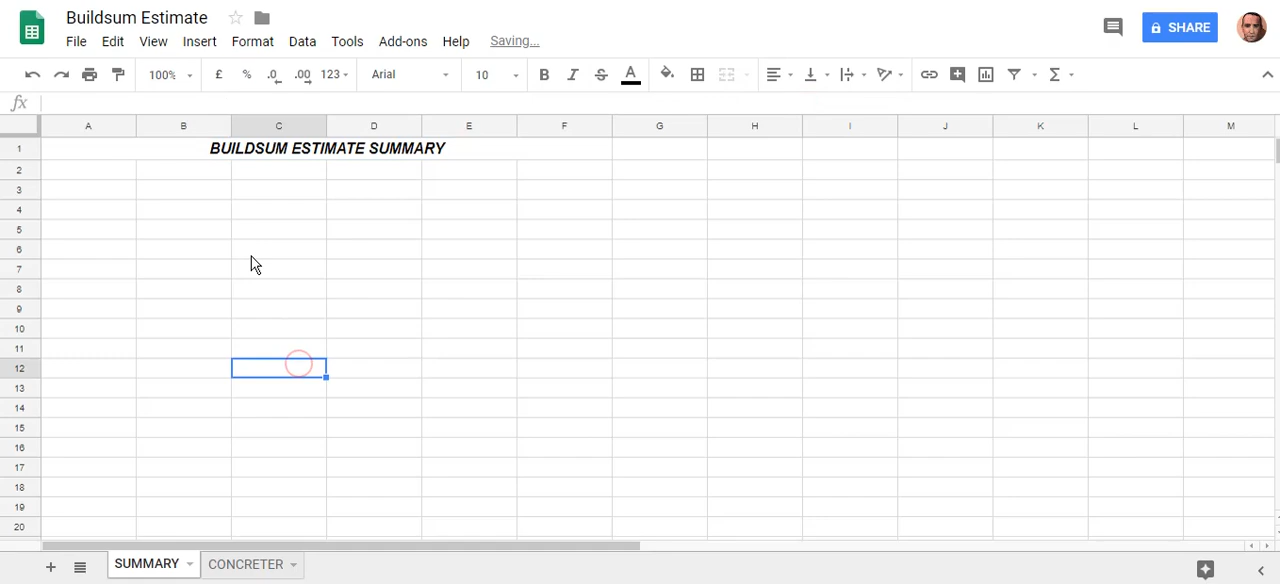 Buildsum Estimate
File Edit View Insert Format Data Tools Add-ons Help Saving...
SHARE
100% £ % .0 .00 123 Arial 10 B I S A Σ
fx
A B C D E F G H I J K L M
1 BUILDSUM ESTIMATE SUMMARY
2
3
4
5
6
7
8
9
10
11
12
13
14
15
16
17
18
19
20
+ SUMMARY CONCRETER